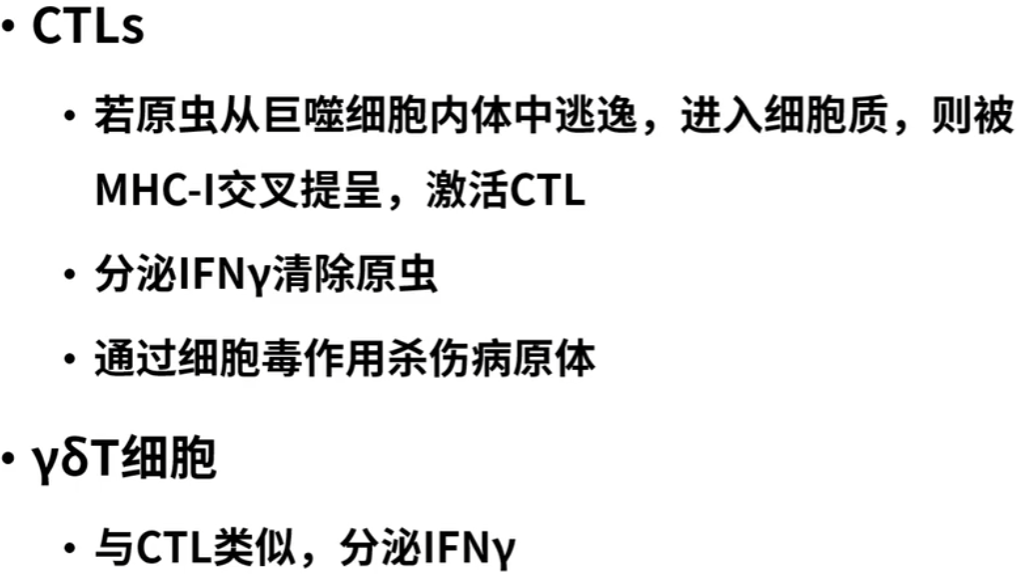 • CTLs
• 若原虫从巨噬细胞内体中逃逸，进入细胞质，则被
MHC-I交叉提呈，激活CTL
• 分泌IFNγ清除原虫
• 通过细胞毒作用杀伤病原体
• γδT细胞
• 与CTL类似，分泌IFNγ